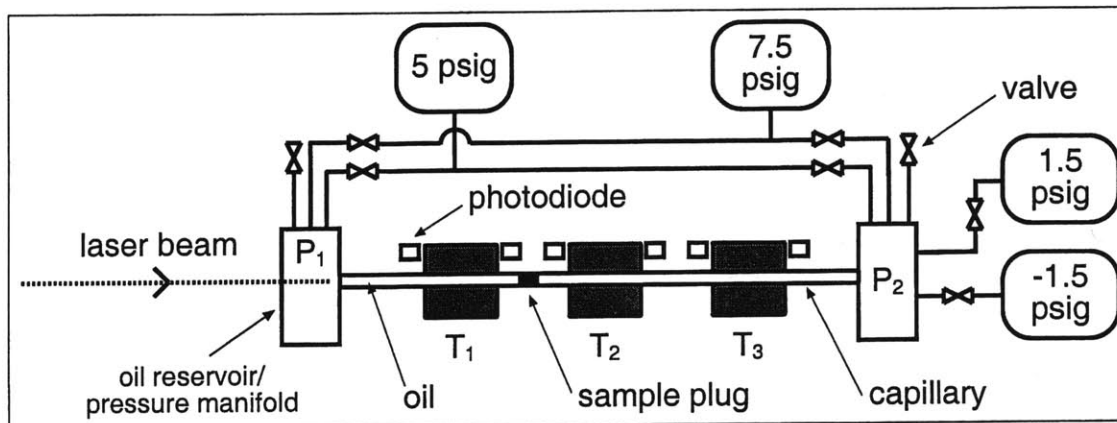 5 psig
7.5
psig
valve
1.5
psig
photodiode
laser beam
P₁
P₂
-1.5
psig
T₁
T₂
T₃
oil reservoir/
pressure manifold
oil
sample plug
capillary